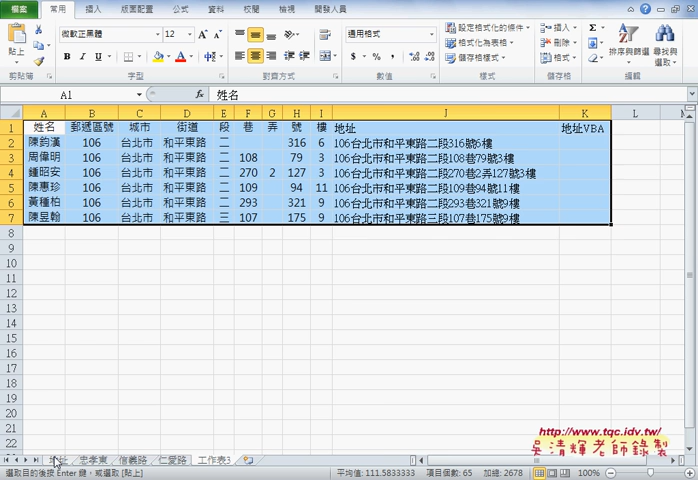 檔案 常用 插入 版面配置 公式 資料 校閱 檢視 開發人員
貼上
微軟正黑體 12
B I U
通用格式
$ % ,
設定格式化的條件
格式化為表格
儲存格樣式
插入
刪除
格式
Σ
排序與篩選
尋找與選取
剪貼簿 字型 對齊方式 數值 樣式 儲存格 編輯
A1 fx 姓名
A B C D E F G H I J K L
1 姓名 郵遞區號 城市 街道 段 巷 弄 號 樓 地址 地址VBA
2 陳鈞漢 106 台北市 和平東路 二 316 6 106台北市和平東路二段316號6樓
3 周偉明 106 台北市 和平東路 二 108 79 3 106台北市和平東路二段108巷79號3樓
4 鍾昭安 106 台北市 和平東路 二 270 2 127 3 106台北市和平東路二段270巷2弄127號3樓
5 陳惠珍 106 台北市 和平東路 二 109 94 11 106台北市和平東路二段109巷94號11樓
6 黃種柏 106 台北市 和平東路 二 293 321 9 106台北市和平東路二段293巷321號9樓
7 陳昱翰 106 台北市 和平東路 三 107 175 9 106台北市和平東路三段107巷175號9樓
8
9
10
11
12
13
14
15
16
17
18
19
20
21
22
http://www.tqc.idv.tw/
吳清輝老師錄製
地址 忠孝東 信義路 仁愛路 工作表3
選取目的後按 Enter 鍵，或選取 [貼上] 平均值: 111.5833333 項目個數: 65 加總: 2678 100%